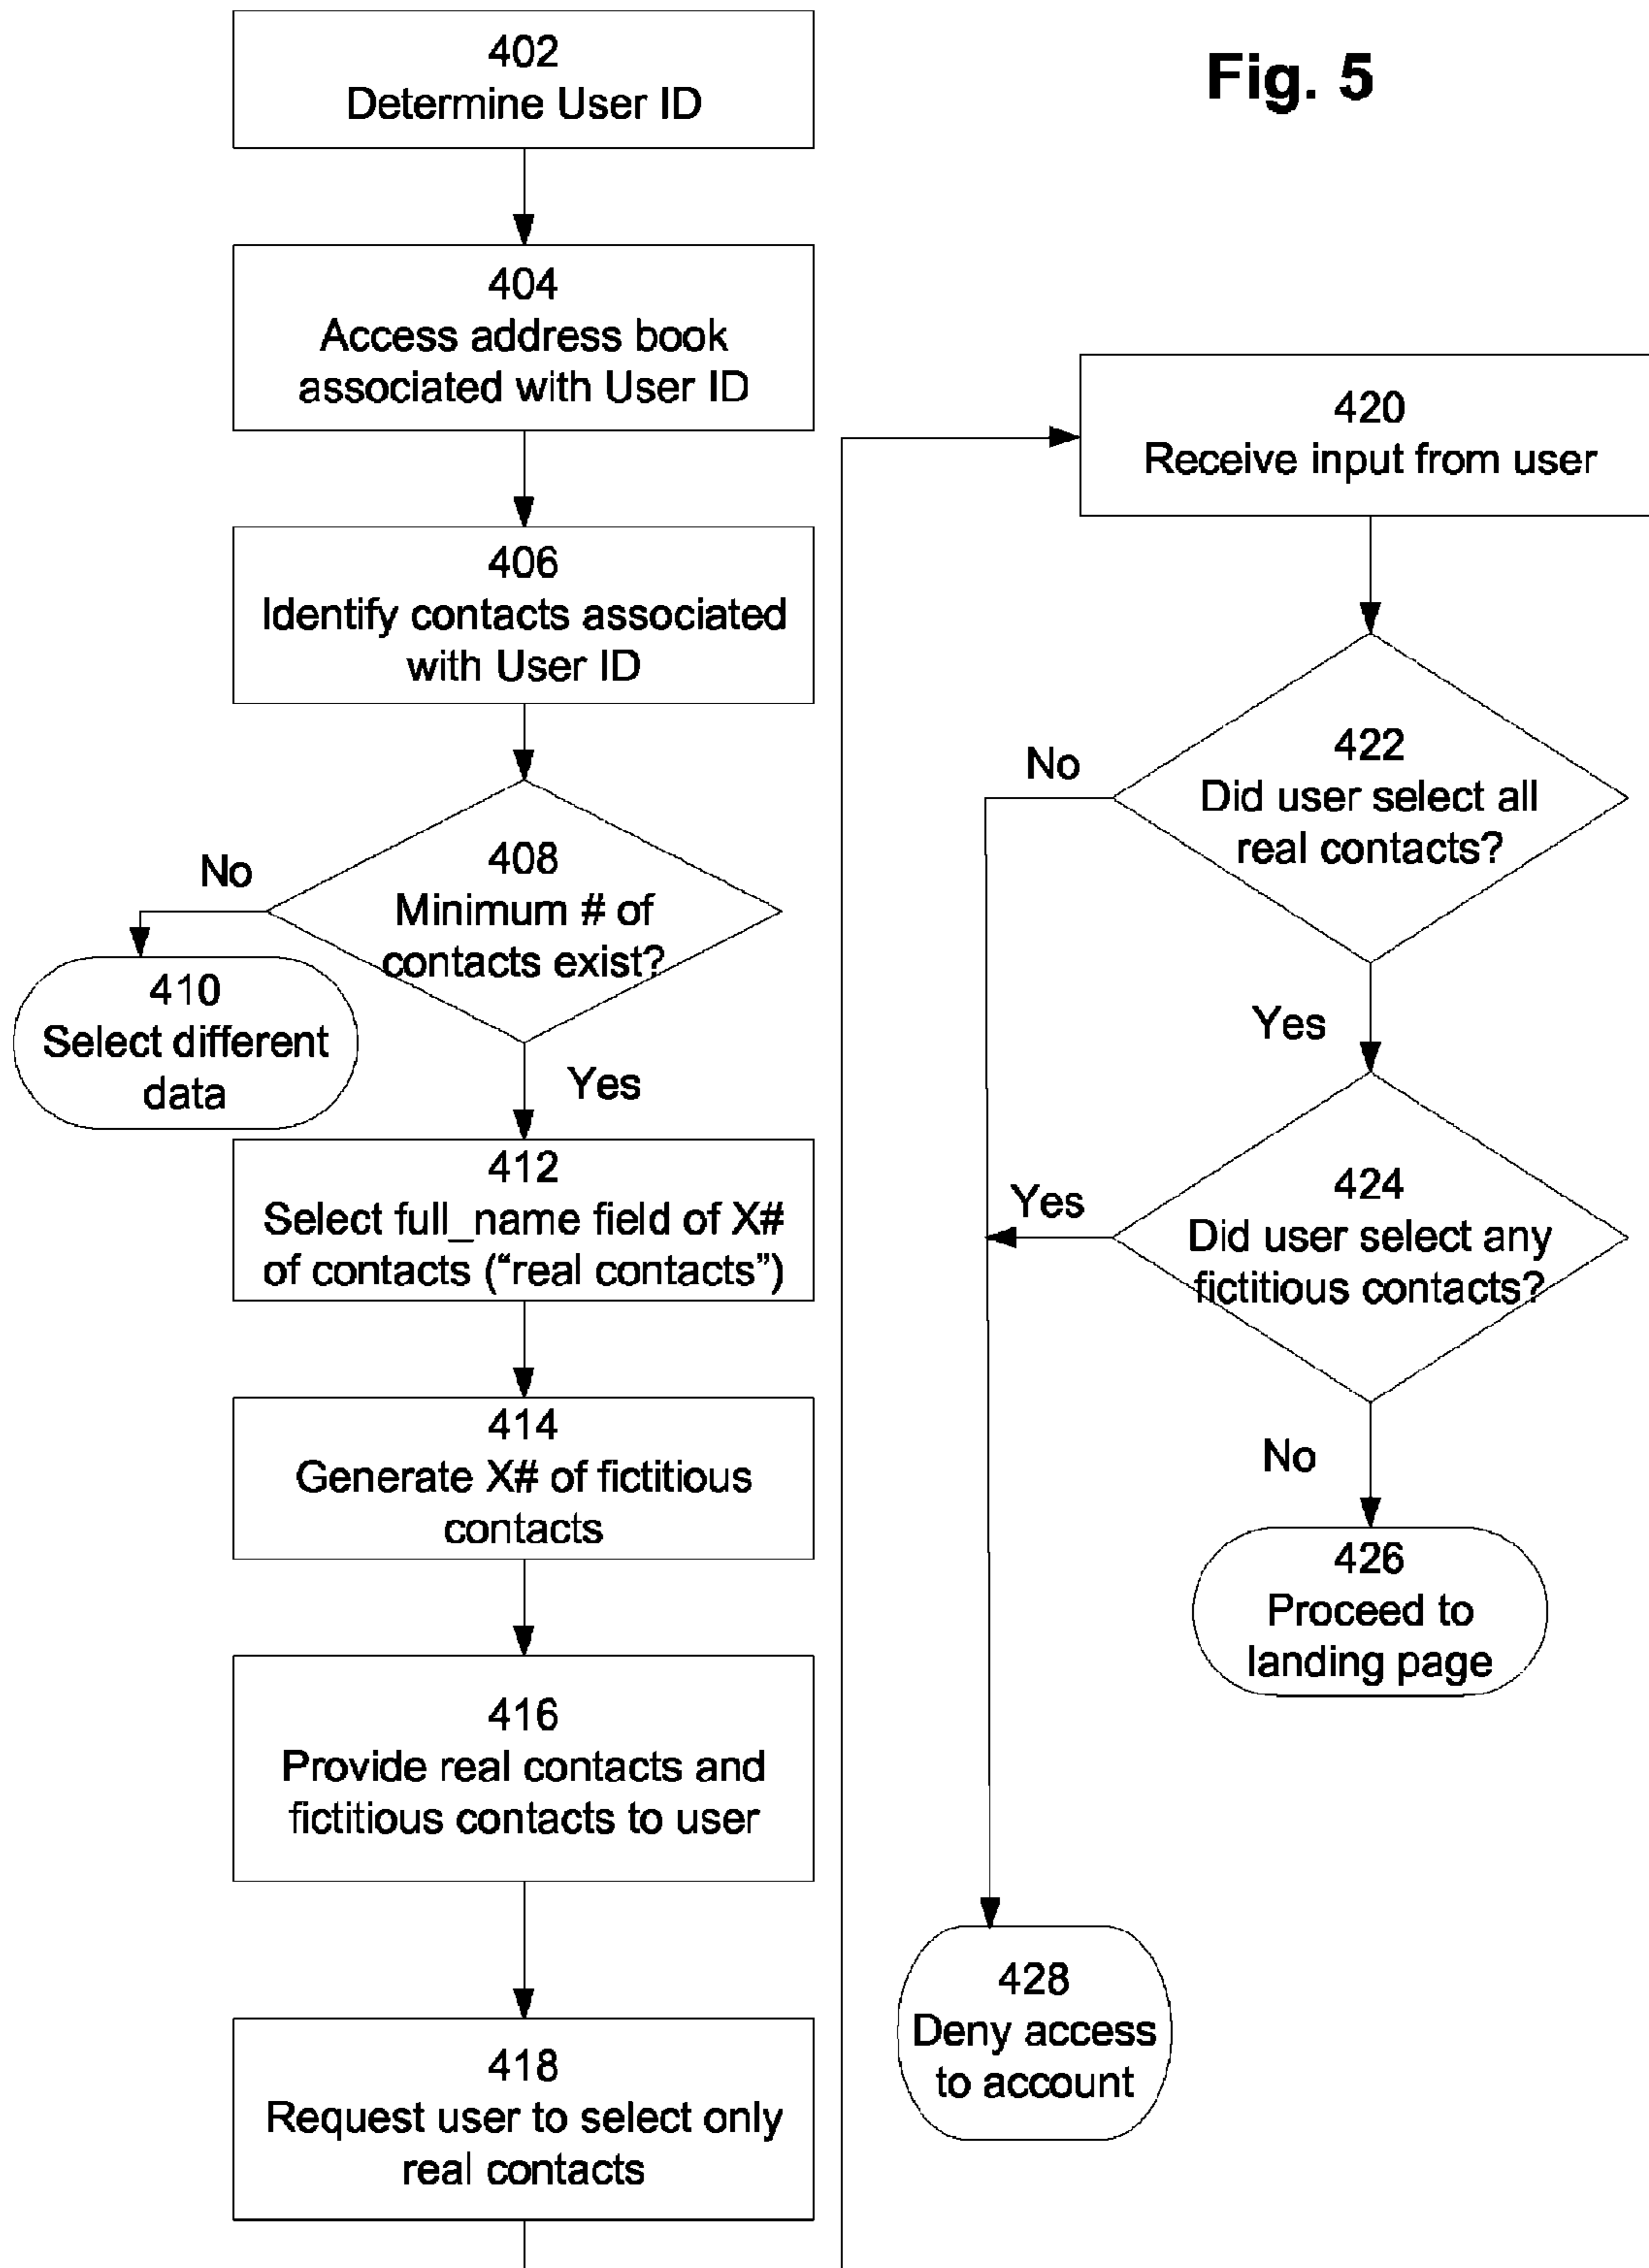 Fig. 5
402
Determine User ID
404
Access address book
associated with User ID
406
Identify contacts associated
with User ID
408
Minimum # of
contacts exist?
No
410
Select different
data
Yes
412
Select full_name field of X#
of contacts (“real contacts”)
414
Generate X# of fictitious
contacts
416
Provide real contacts and
fictitious contacts to user
418
Request user to select only
real contacts
420
Receive input from user
422
Did user select all
real contacts?
No
Yes
424
Did user select any
fictitious contacts?
Yes
No
426
Proceed to
landing page
428
Deny access
to account